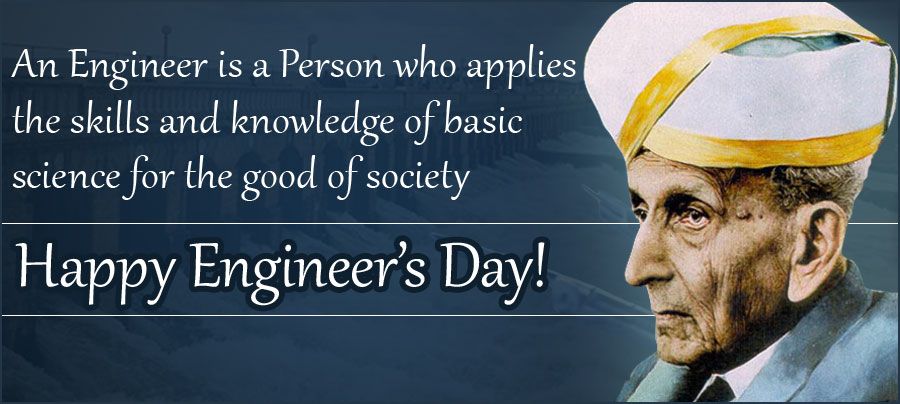 An Engineer is a Person who applies
the skills and knowledge of basic
science for the good of society
Happy Engineer's Day!